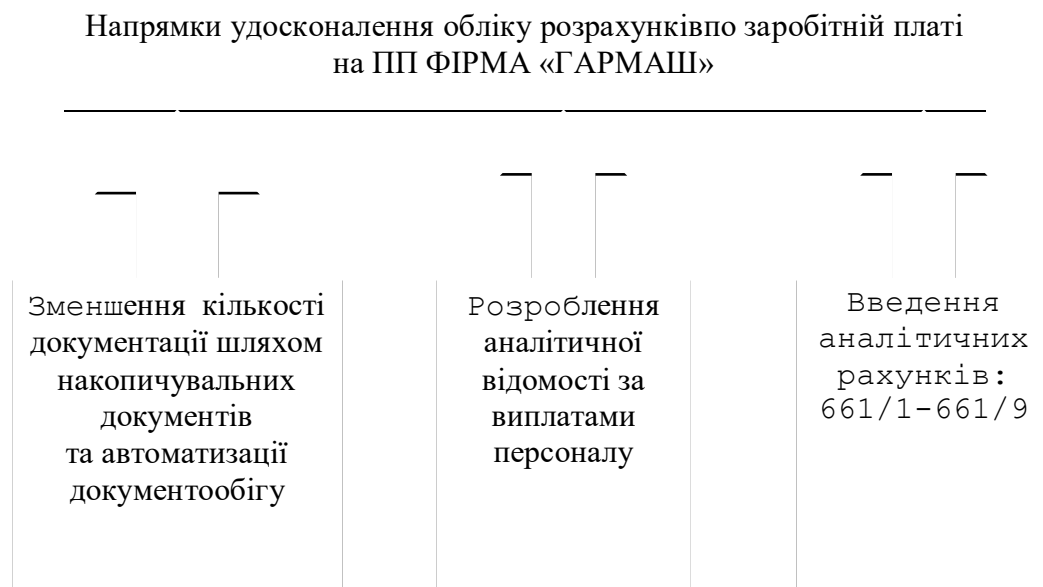 Напрямки удосконалення обліку розрахунківпо заробітній платі
на ПП ФІРМА «ГАРМАШ»
Зменшення кількості
документації шляхом
накопичувальних
документів
та автоматизації
документообігу
Розроблення
аналітичної
відомості за
виплатами
персоналу
Введення
аналітичних
рахунків:
661/1-661/9